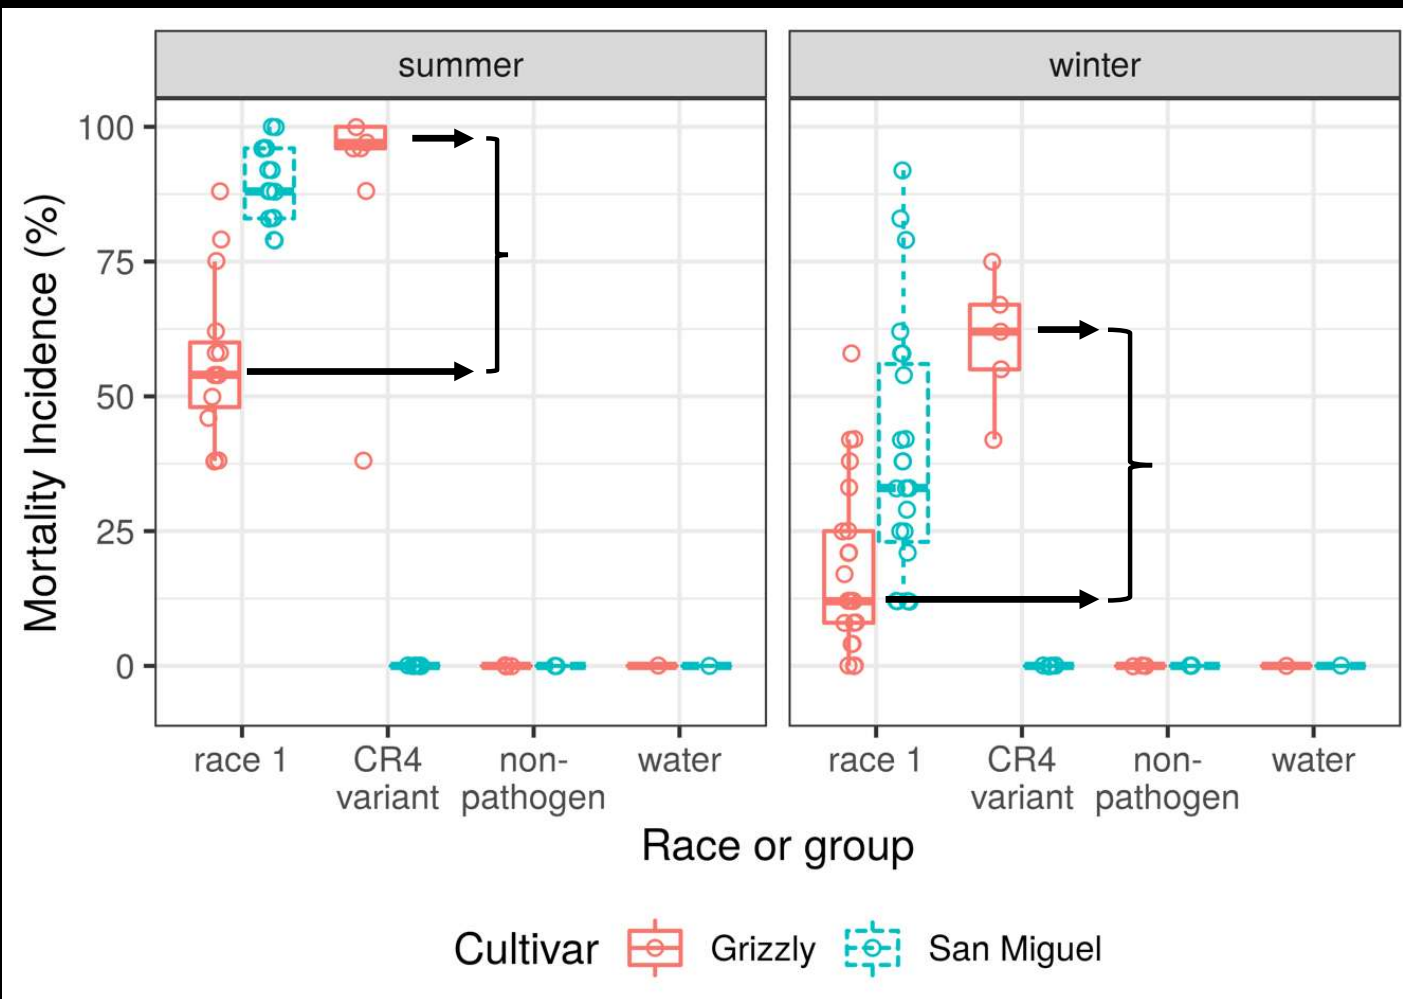 summer
winter
Mortality Incidence (%)
100
75
50
25
0
race 1
CR4
variant
non-
pathogen
water
race 1
CR4
variant
non-
pathogen
water
Race or group
Cultivar
Grizzly
San Miguel